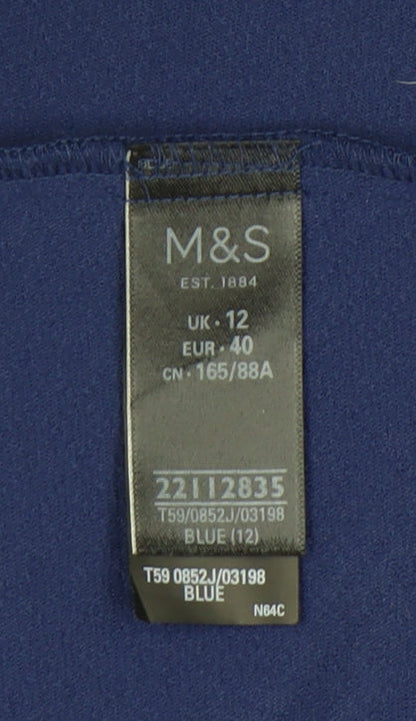 M&S
EST. 1884
UK • 12
EUR • 40
CN • 165/88A
22112835
T59/0852J/03198
BLUE (12)
T59 0852J/03198
BLUE
N64C